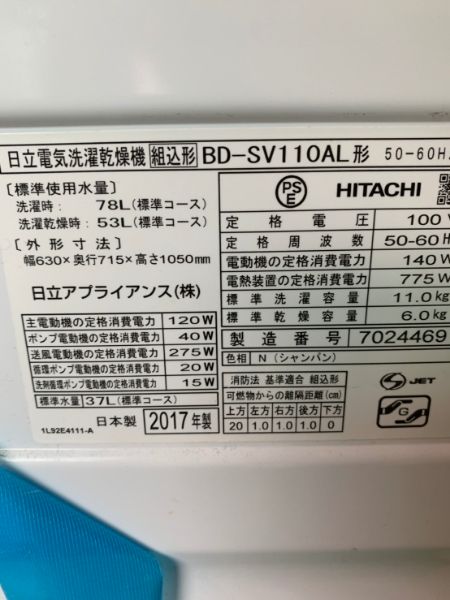 日立電気洗濯乾燥機 組込形 BD-SV110AL形 50-60H
〔標準使用水量〕
洗濯時： 78L(標準コース)
洗濯乾燥時：53L(標準コース)
〔外形寸法〕
幅630×奥行715×高さ1050mm
日立アプライアンス(株)
主電動機の定格消費電力 120W
ポンプ電動機の定格消費電力 40W
送風電動機の定格消費電力 275W
循環ポンプ電動機の定格消費電力 20W
洗剤循環ポンプ電動機の定格消費電力 15W
標準水量 37L(標準コース)
日本製 2017年製
1L92E4111-A
PSE HITACHI
定格電圧 100V
定格周波数 50-60H
電動機の定格消費電力 140W
電熱装置の定格消費電力 775W
標準洗濯容量 11.0kg
標準乾燥容量 6.0kg
製造番号 7024469
色相 N (シャンパン)
消防法 基準適合 組込形
可燃物からの離隔距離(cm)
上方 左方 右方 前方 後方 下方
20 1.0 1.0 1.0 0
S JET
G